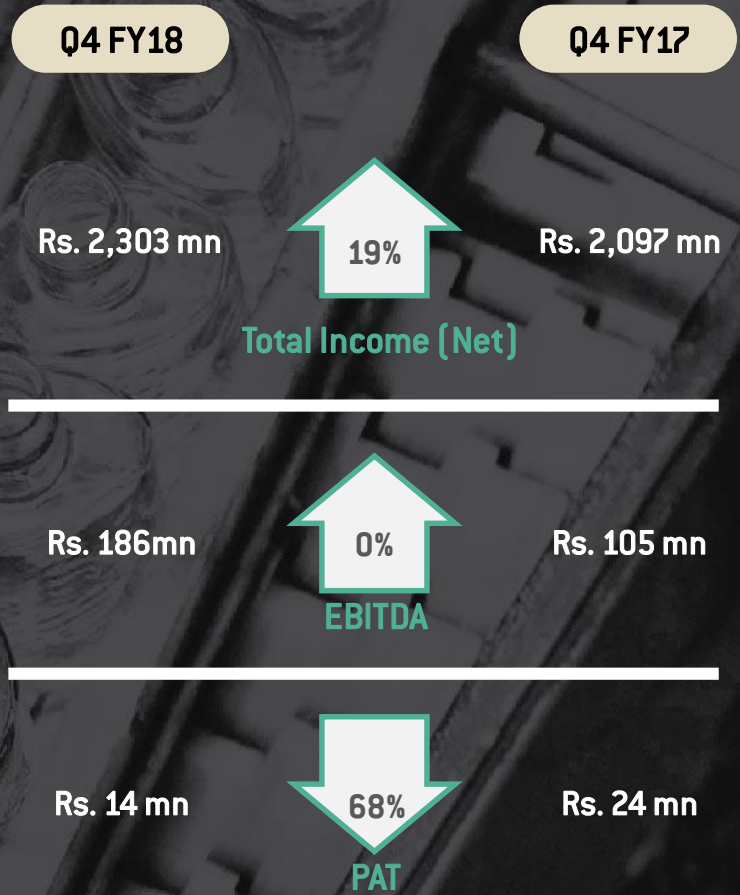 Q4 FY18
Q4 FY17
Rs. 2,303 mn
19%
Rs. 2,097 mn
Total Income (Net)
Rs. 186mn
0%
Rs. 105 mn
EBITDA
Rs. 14 mn
68%
Rs. 24 mn
PAT